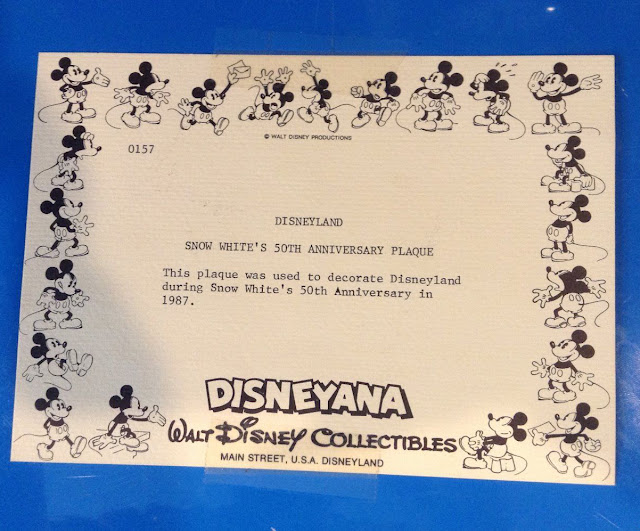 © WALT DISNEY PRODUCTIONS
0157
DISNEYLAND
SNOW WHITE'S 50TH ANNIVERSARY PLAQUE
This plaque was used to decorate Disneyland
during Snow White's 50th Anniversary in
1987.
DISNEYANA
WALT DISNEY COLLECTIBLES
MAIN STREET, U.S.A. DISNEYLAND